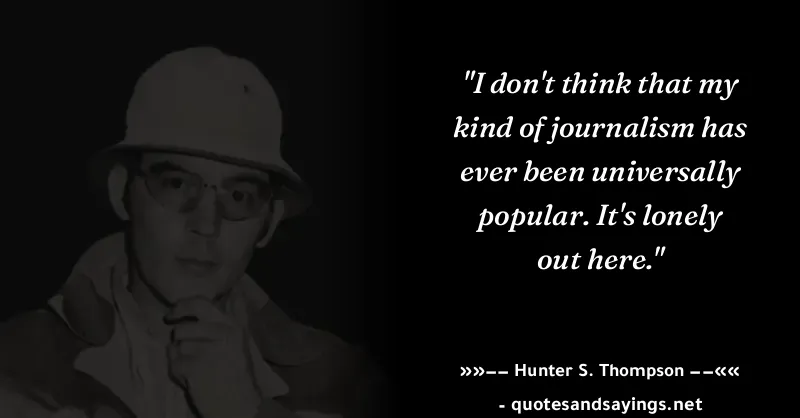 "I don't think that my
kind of journalism has
ever been universally
popular. It's lonely
out here."
»»–– Hunter S. Thompson ––««
- quotesandsayings.net